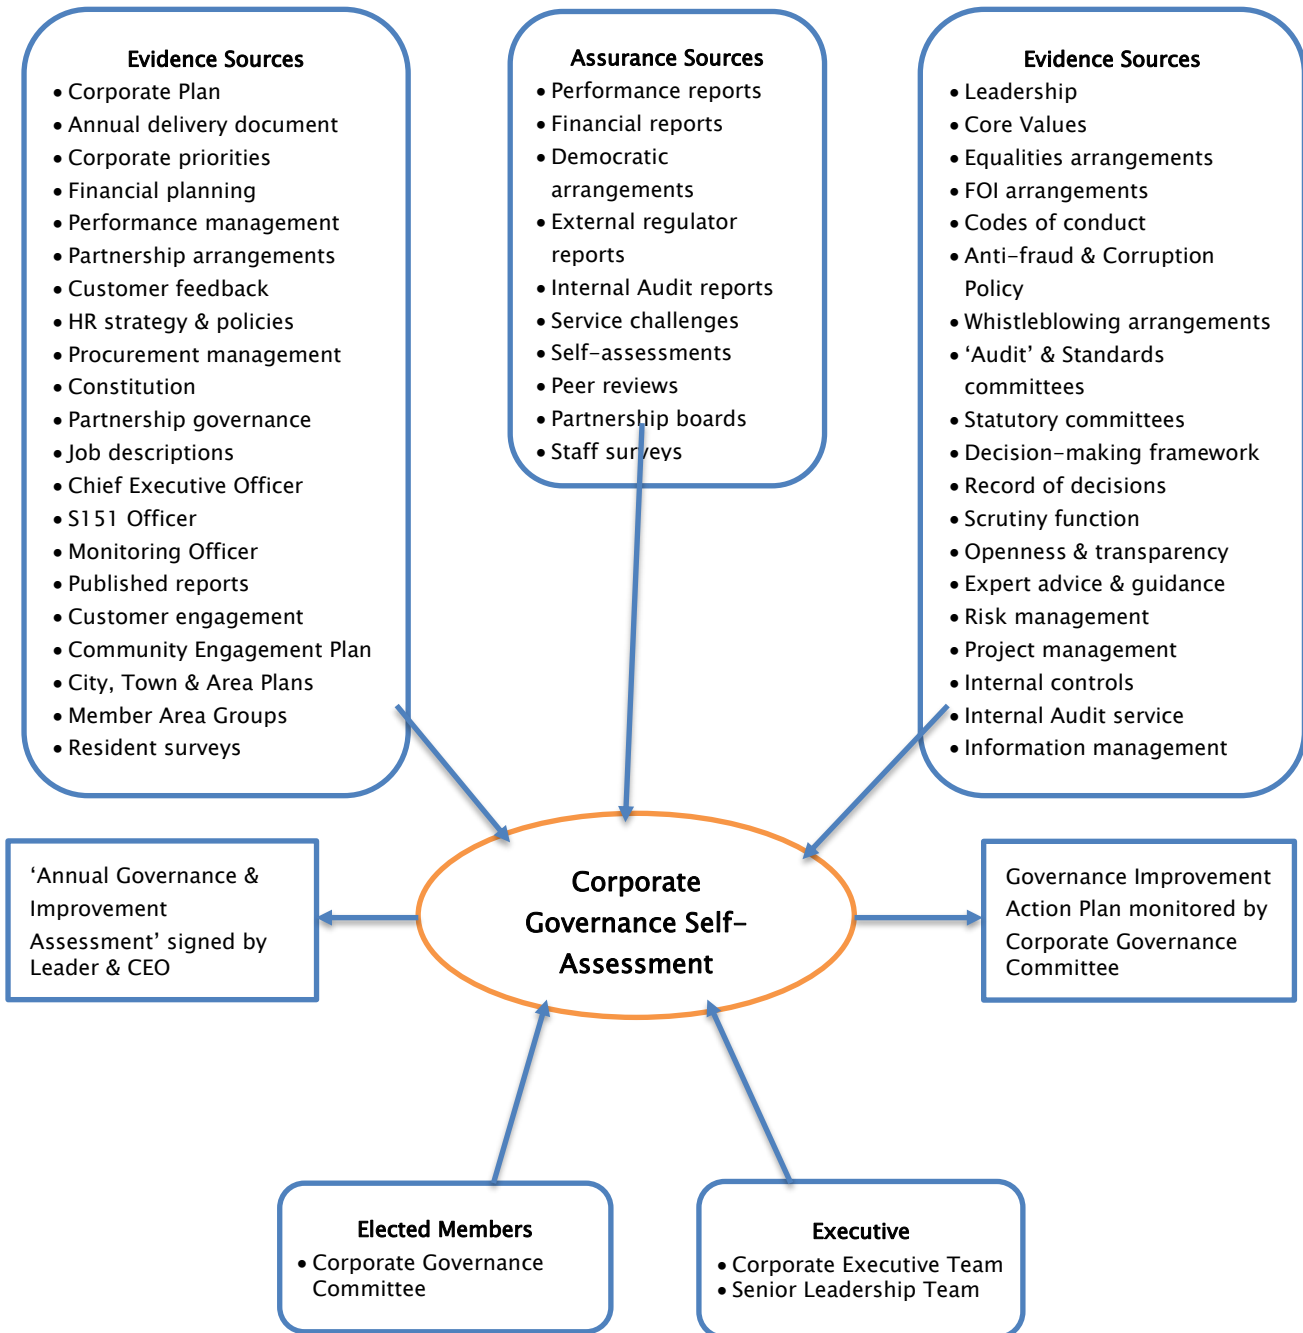 Evidence Sources
• Corporate Plan
• Annual delivery document
• Corporate priorities
• Financial planning
• Performance management
• Partnership arrangements
• Customer feedback
• HR strategy & policies
• Procurement management
• Constitution
• Partnership governance
• Job descriptions
• Chief Executive Officer
• S151 Officer
• Monitoring Officer
• Published reports
• Customer engagement
• Community Engagement Plan
• City, Town & Area Plans
• Member Area Groups
• Resident surveys
Assurance Sources
• Performance reports
• Financial reports
• Democratic
arrangements
• External regulator
reports
• Internal Audit reports
• Service challenges
• Self-assessments
• Peer reviews
• Partnership boards
• Staff surveys
Evidence Sources
• Leadership
• Core Values
• Equalities arrangements
• FOI arrangements
• Codes of conduct
• Anti-fraud & Corruption
Policy
• Whistleblowing arrangements
• ‘Audit’ & Standards
committees
• Statutory committees
• Decision-making framework
• Record of decisions
• Scrutiny function
• Openness & transparency
• Expert advice & guidance
• Risk management
• Project management
• Internal controls
• Internal Audit service
• Information management
‘Annual Governance &
Improvement
Assessment’ signed by
Leader & CEO
Corporate
Governance Self-
Assessment
Governance Improvement
Action Plan monitored by
Corporate Governance
Committee
Elected Members
• Corporate Governance
Committee
Executive
• Corporate Executive Team
• Senior Leadership Team